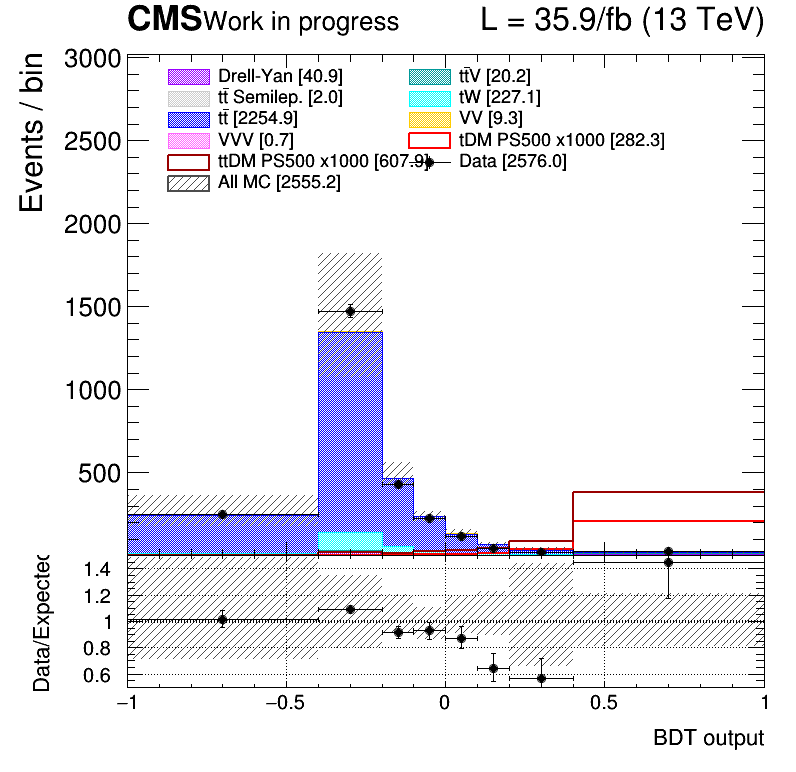 CMS Work in progress L = 35.9/fb (13 TeV)
Events / bin
3000
2500
2000
1500
1000
500
Drell-Yan [40.9] tt̄V [20.2]
tt̄ Semilep. [2.0] tW [227.1]
tt̄ [2254.9] VV [9.3]
VVV [0.7] tDM PS500 x1000 [282.3]
ttDM PS500 x1000 [607.9] Data [2576.0]
All MC [2555.2]
Data/Expected
1.4
1.2
1
0.8
0.6
−1 −0.5 0 0.5 1
BDT output